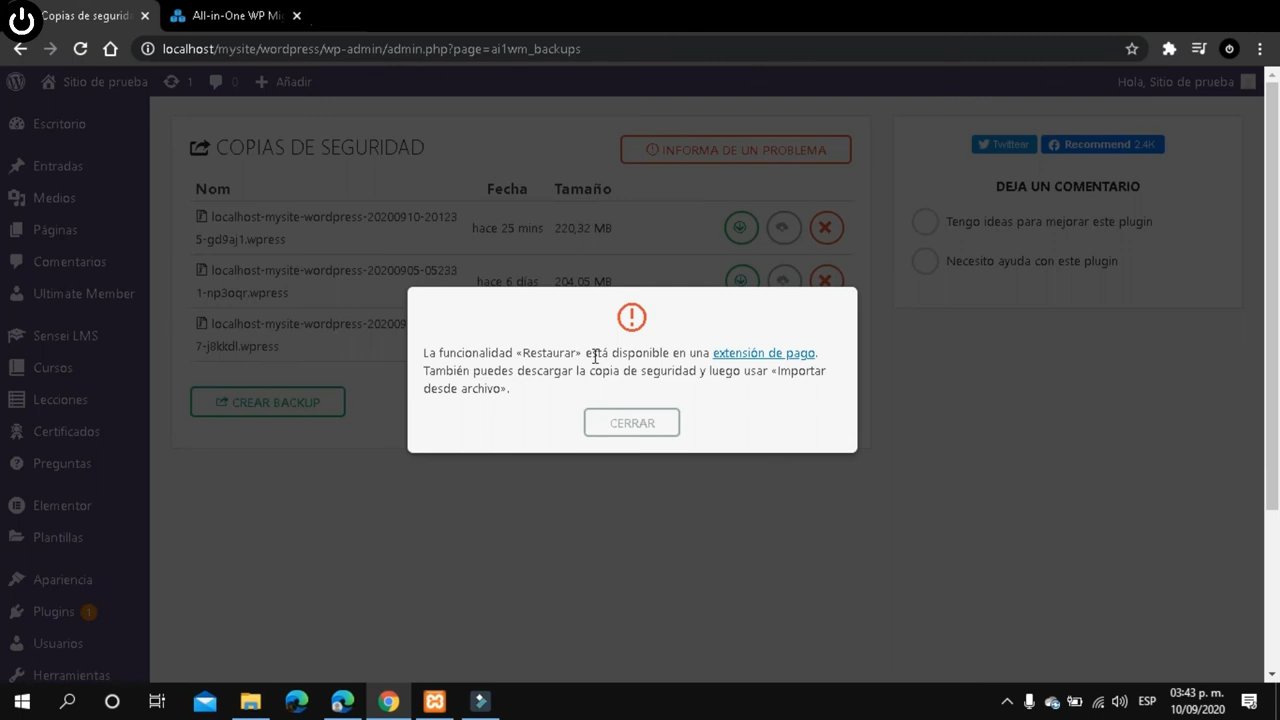 Copias de segurida
All-in-One WP Mi
localhost/mysite/wordpress/wp-admin/admin.php?page=ai1wm_backups
Sitio de prueba
1
0
Añadir
Hola, Sitio de prueba
Escritorio
Entradas
Medios
Páginas
Comentarios
Ultimate Member
Sensei LMS
Cursos
Lecciones
Certificados
Preguntas
Elementor
Plantillas
Apariencia
Plugins 1
Usuarios
Herramientas
COPIAS DE SEGURIDAD
INFORMA DE UN PROBLEMA
Nom Fecha Tamaño
localhost-mysite-wordpress-20200910-20123
5-gd9aj1.wpress
hace 25 mins 220,32 MB
localhost-mysite-wordpress-20200905-05233
1-np3oqr.wpress
hace 6 días 204,05 MB
localhost-mysite-wordpress-202009
7-j8kkdl.wpress
CREAR BACKUP
La funcionalidad «Restaurar» está disponible en una extensión de pago.
También puedes descargar la copia de seguridad y luego usar «Importar
desde archivo».
CERRAR
Twittear
Recommend 2.4K
DEJA UN COMENTARIO
Tengo ideas para mejorar este plugin
Necesito ayuda con este plugin
ESP
03:43 p. m.
10/09/2020